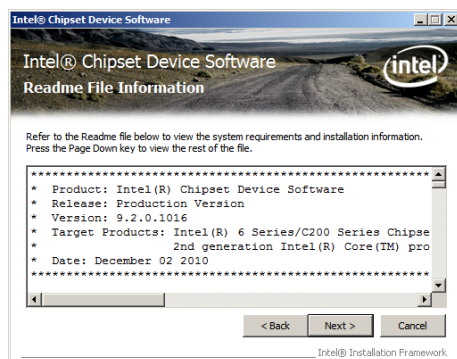 Intel® Chipset Device Software
Intel® Chipset Device Software
intel
Readme File Information
Refer to the Readme file below to view the system requirements and installation information.
Press the Page Down key to view the rest of the file.
************************************************************
*  Product: Intel(R) Chipset Device Software
*  Release: Production Version
*  Version: 9.2.0.1016
*  Target Products: Intel(R) 6 Series/C200 Series Chipse
*                   2nd generation Intel(R) Core(TM) pro
*  Date: December 02 2010
************************************************************
< Back Next > Cancel
Intel® Installation Framework